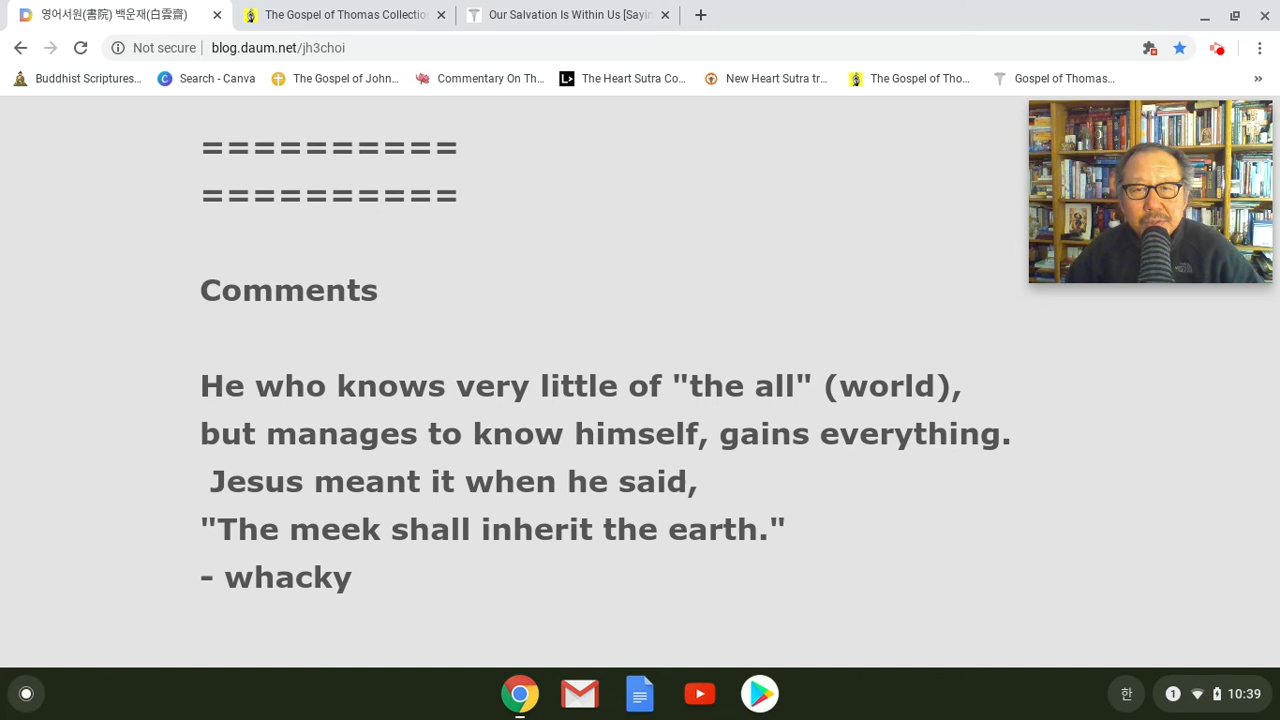 영어서원(書院) 백운재(白雲齋)
The Gospel of Thomas Collectio
Our Salvation Is Within Us [Sayin
Not secure
blog.daum.net/jh3choi
Buddhist Scriptures...
Search - Canva
The Gospel of John...
Commentary On Th...
The Heart Sutra Co...
New Heart Sutra tr...
The Gospel of Tho...
Gospel of Thomas...
»
==========
==========
Comments
He who knows very little of "the all" (world),
but manages to know himself, gains everything.
Jesus meant it when he said,
"The meek shall inherit the earth."
- whacky
한
1
10:39